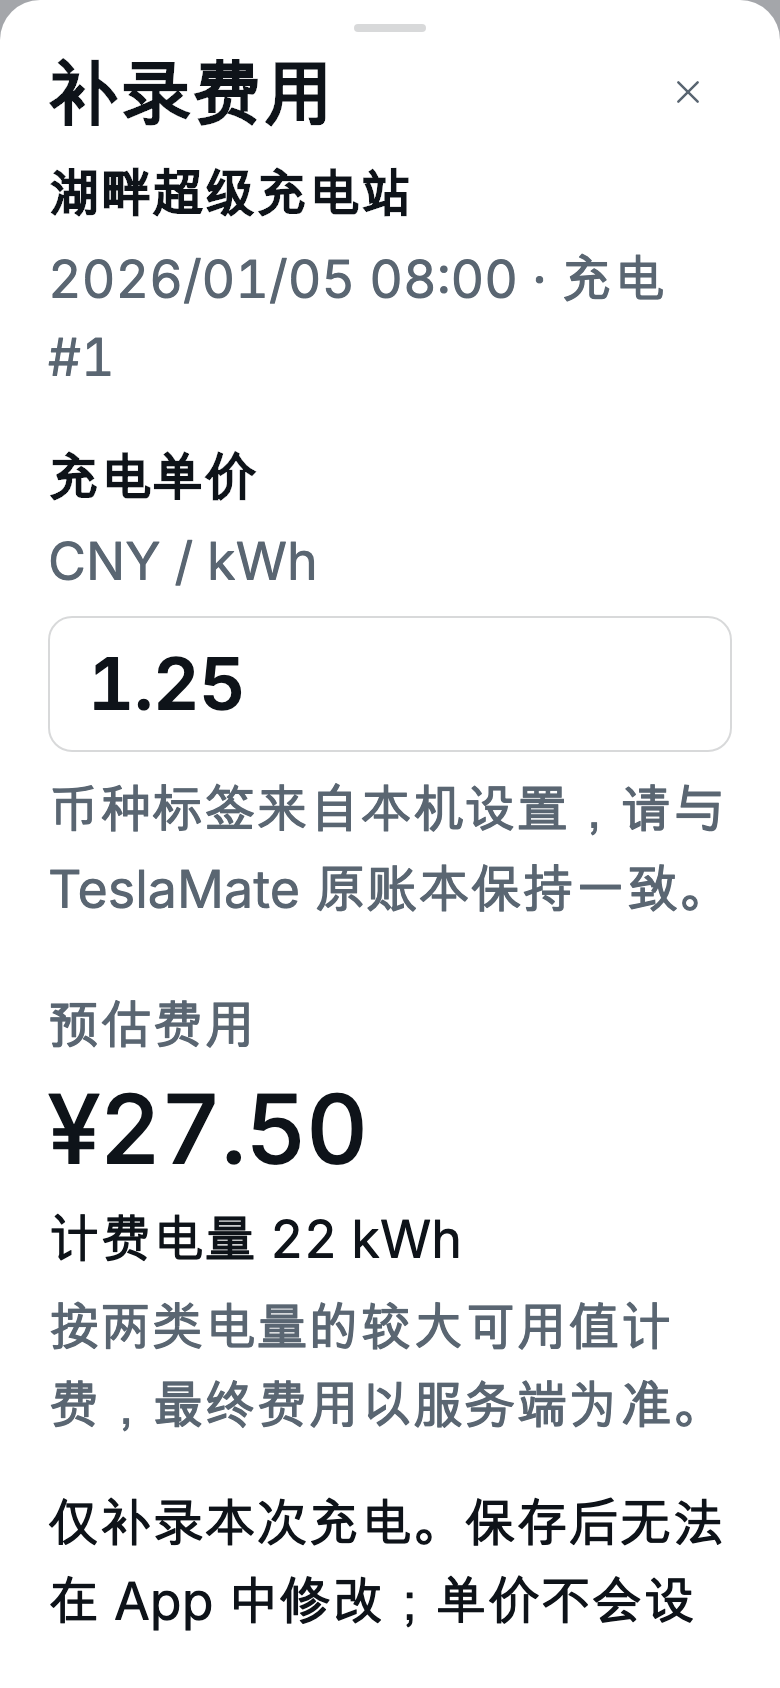 补录费用
湖畔超级充电站
2026/01/05 08:00 · 充电
#1
充电单价
CNY / kWh
1.25
币种标签来自本机设置，请与
TeslaMate 原账本保持一致。
预估费用
¥27.50
计费电量 22 kWh
按两类电量的较大可用值计
费，最终费用以服务端为准。
仅补录本次充电。保存后无法
在 App 中修改；单价不会设